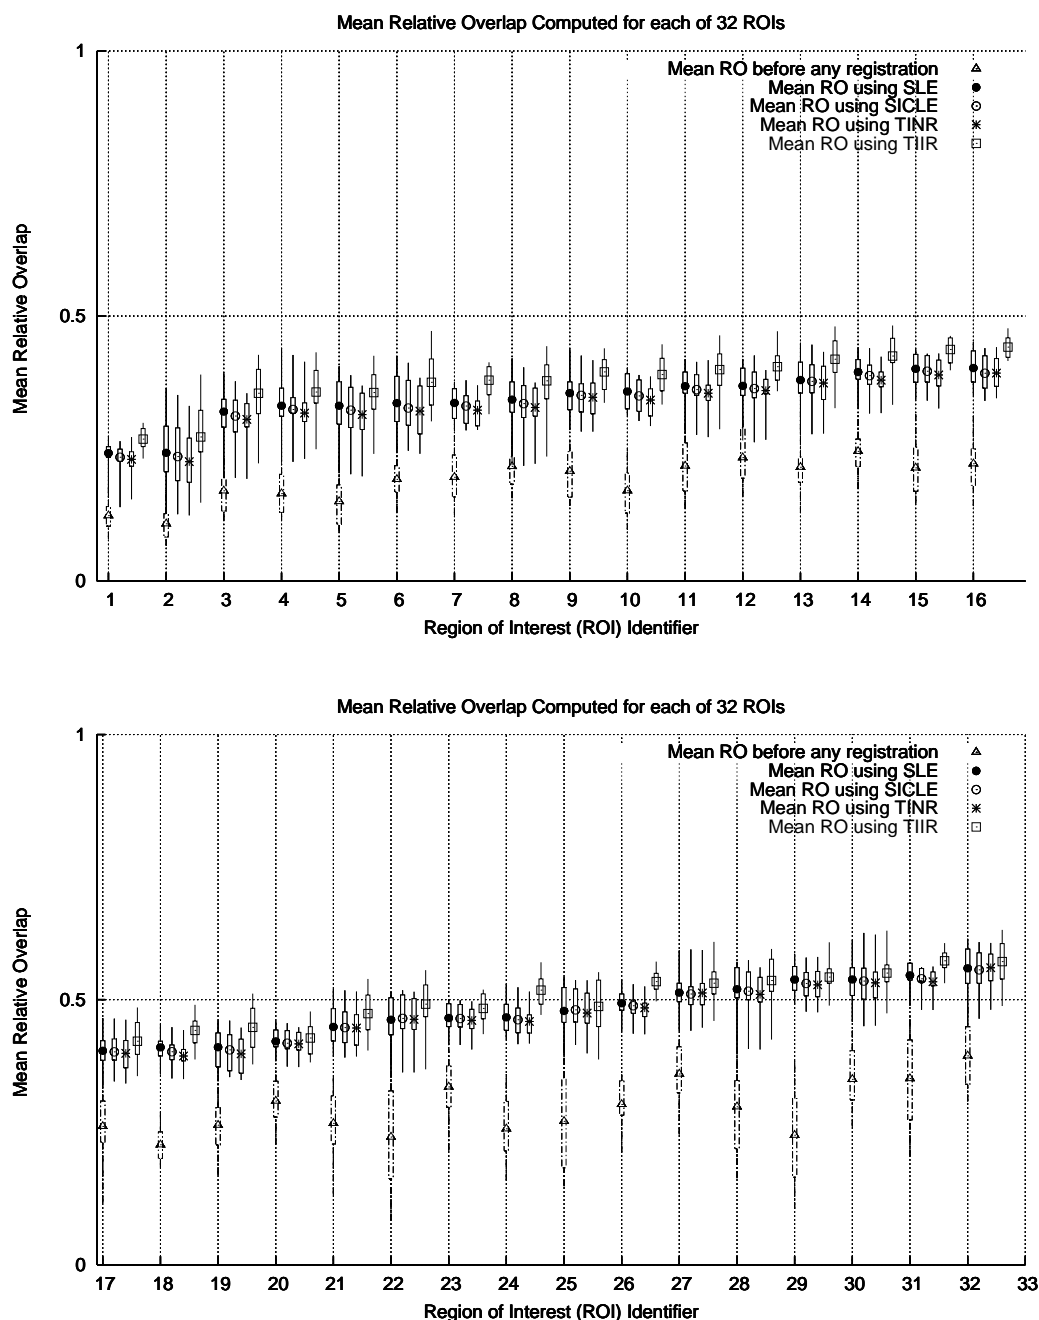 Mean Relative Overlap Computed for each of 32 ROIs
1
Mean RO before any registration
Mean RO using SLE
Mean RO using SICLE
Mean RO using TINR
Mean RO using TIIR
Mean Relative Overlap
0.5
0
1 2 3 4 5 6 7 8 9 10 11 12 13 14 15 16
Region of Interest (ROI) Identifier
Mean Relative Overlap Computed for each of 32 ROIs
1
Mean RO before any registration
Mean RO using SLE
Mean RO using SICLE
Mean RO using TINR
Mean RO using TIIR
Mean Relative Overlap
0.5
0
17 18 19 20 21 22 23 24 25 26 27 28 29 30 31 32 33
Region of Interest (ROI) Identifier